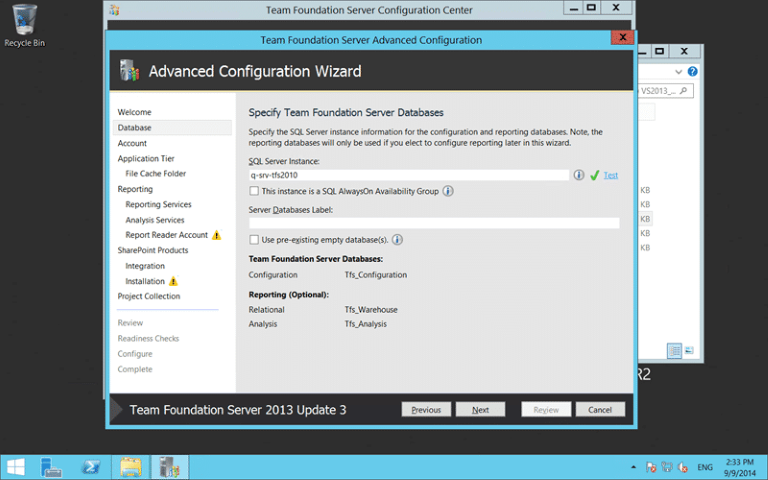 Recycle Bin
Team Foundation Server Configuration Center
Team Foundation Server Advanced Configuration
Advanced Configuration Wizard
Welcome
Database
Account
Application Tier
File Cache Folder
Reporting
Reporting Services
Analysis Services
Report Reader Account
SharePoint Products
Integration
Installation
Project Collection
Review
Readiness Checks
Configure
Complete
Specify Team Foundation Server Databases
Specify the SQL Server instance information for the configuration and reporting databases. Note, the
reporting databases will only be used if you elect to configure reporting later in this wizard.
SQL Server Instance:
q-srv-tfs2010
Test
This instance is a SQL AlwaysOn Availability Group
Server Databases Label:
Use pre-existing empty database(s).
Team Foundation Server Databases:
Configuration Tfs_Configuration
Reporting (Optional):
Relational Tfs_Warehouse
Analysis Tfs_Analysis
Team Foundation Server 2013 Update 3
Previous
Next
Review
Cancel
VS2013_...
KB
KB
KB
KB
KB
R2
ENG
2:33 PM
9/9/2014